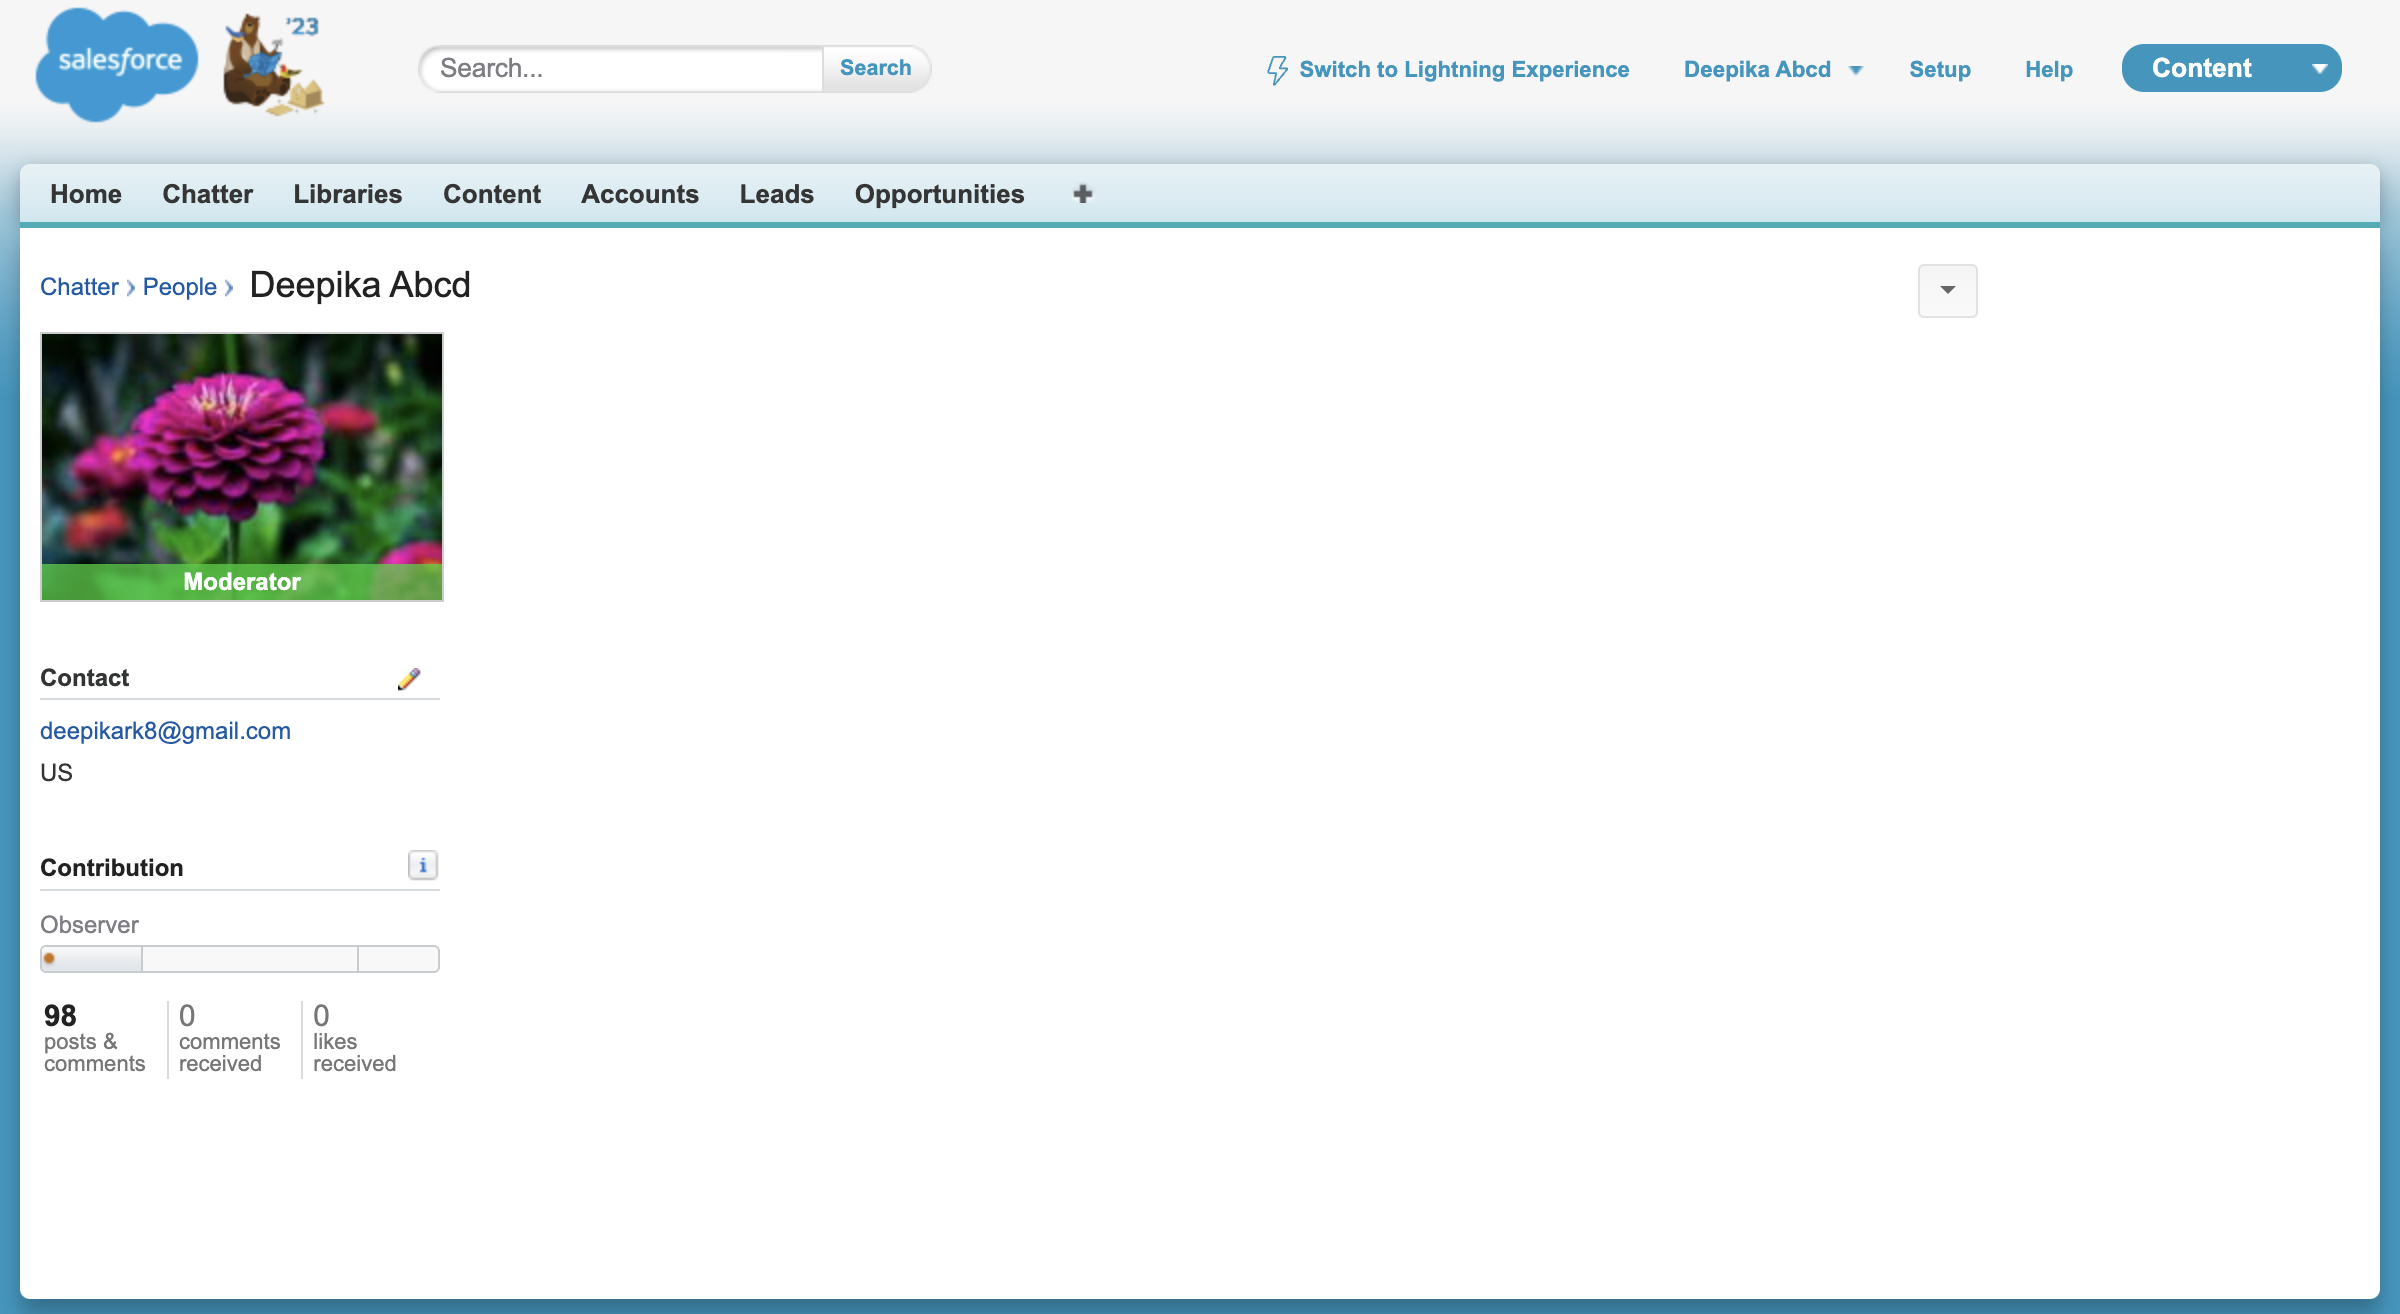 salesforce
'23
Search...
Search
Switch to Lightning Experience
Deepika Abcd
Setup
Help
Content
Home
Chatter
Libraries
Content
Accounts
Leads
Opportunities
Chatter
People
Deepika Abcd
Moderator
Contact
deepikark8@gmail.com
US
Contribution
i
Observer
98
posts &
comments
0
comments
received
0
likes
received